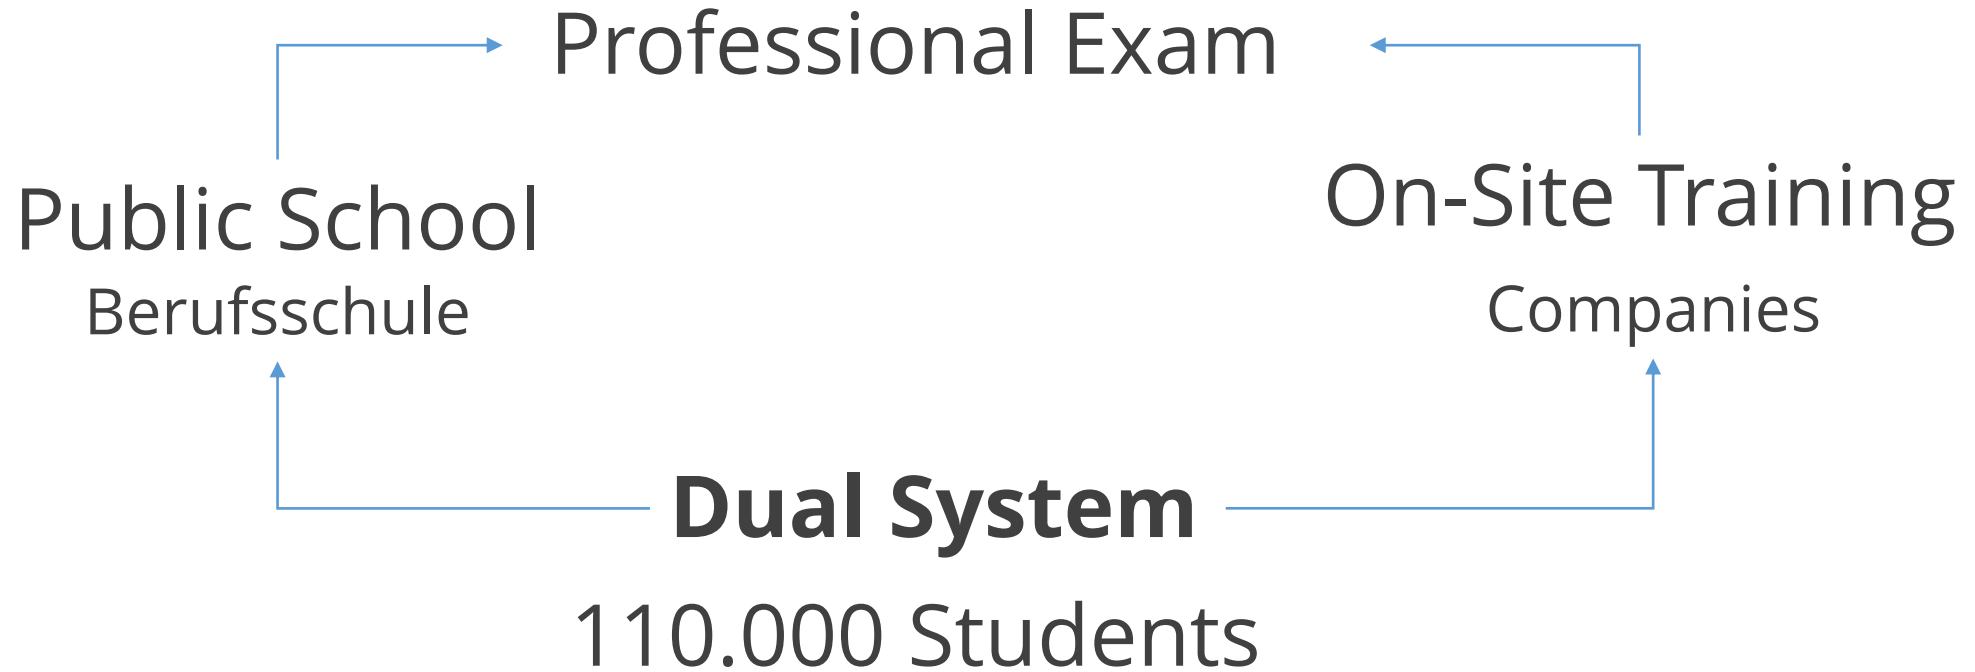 Professional Exam
Public School
Berufsschule
On-Site Training
Companies
Dual System
110.000 Students